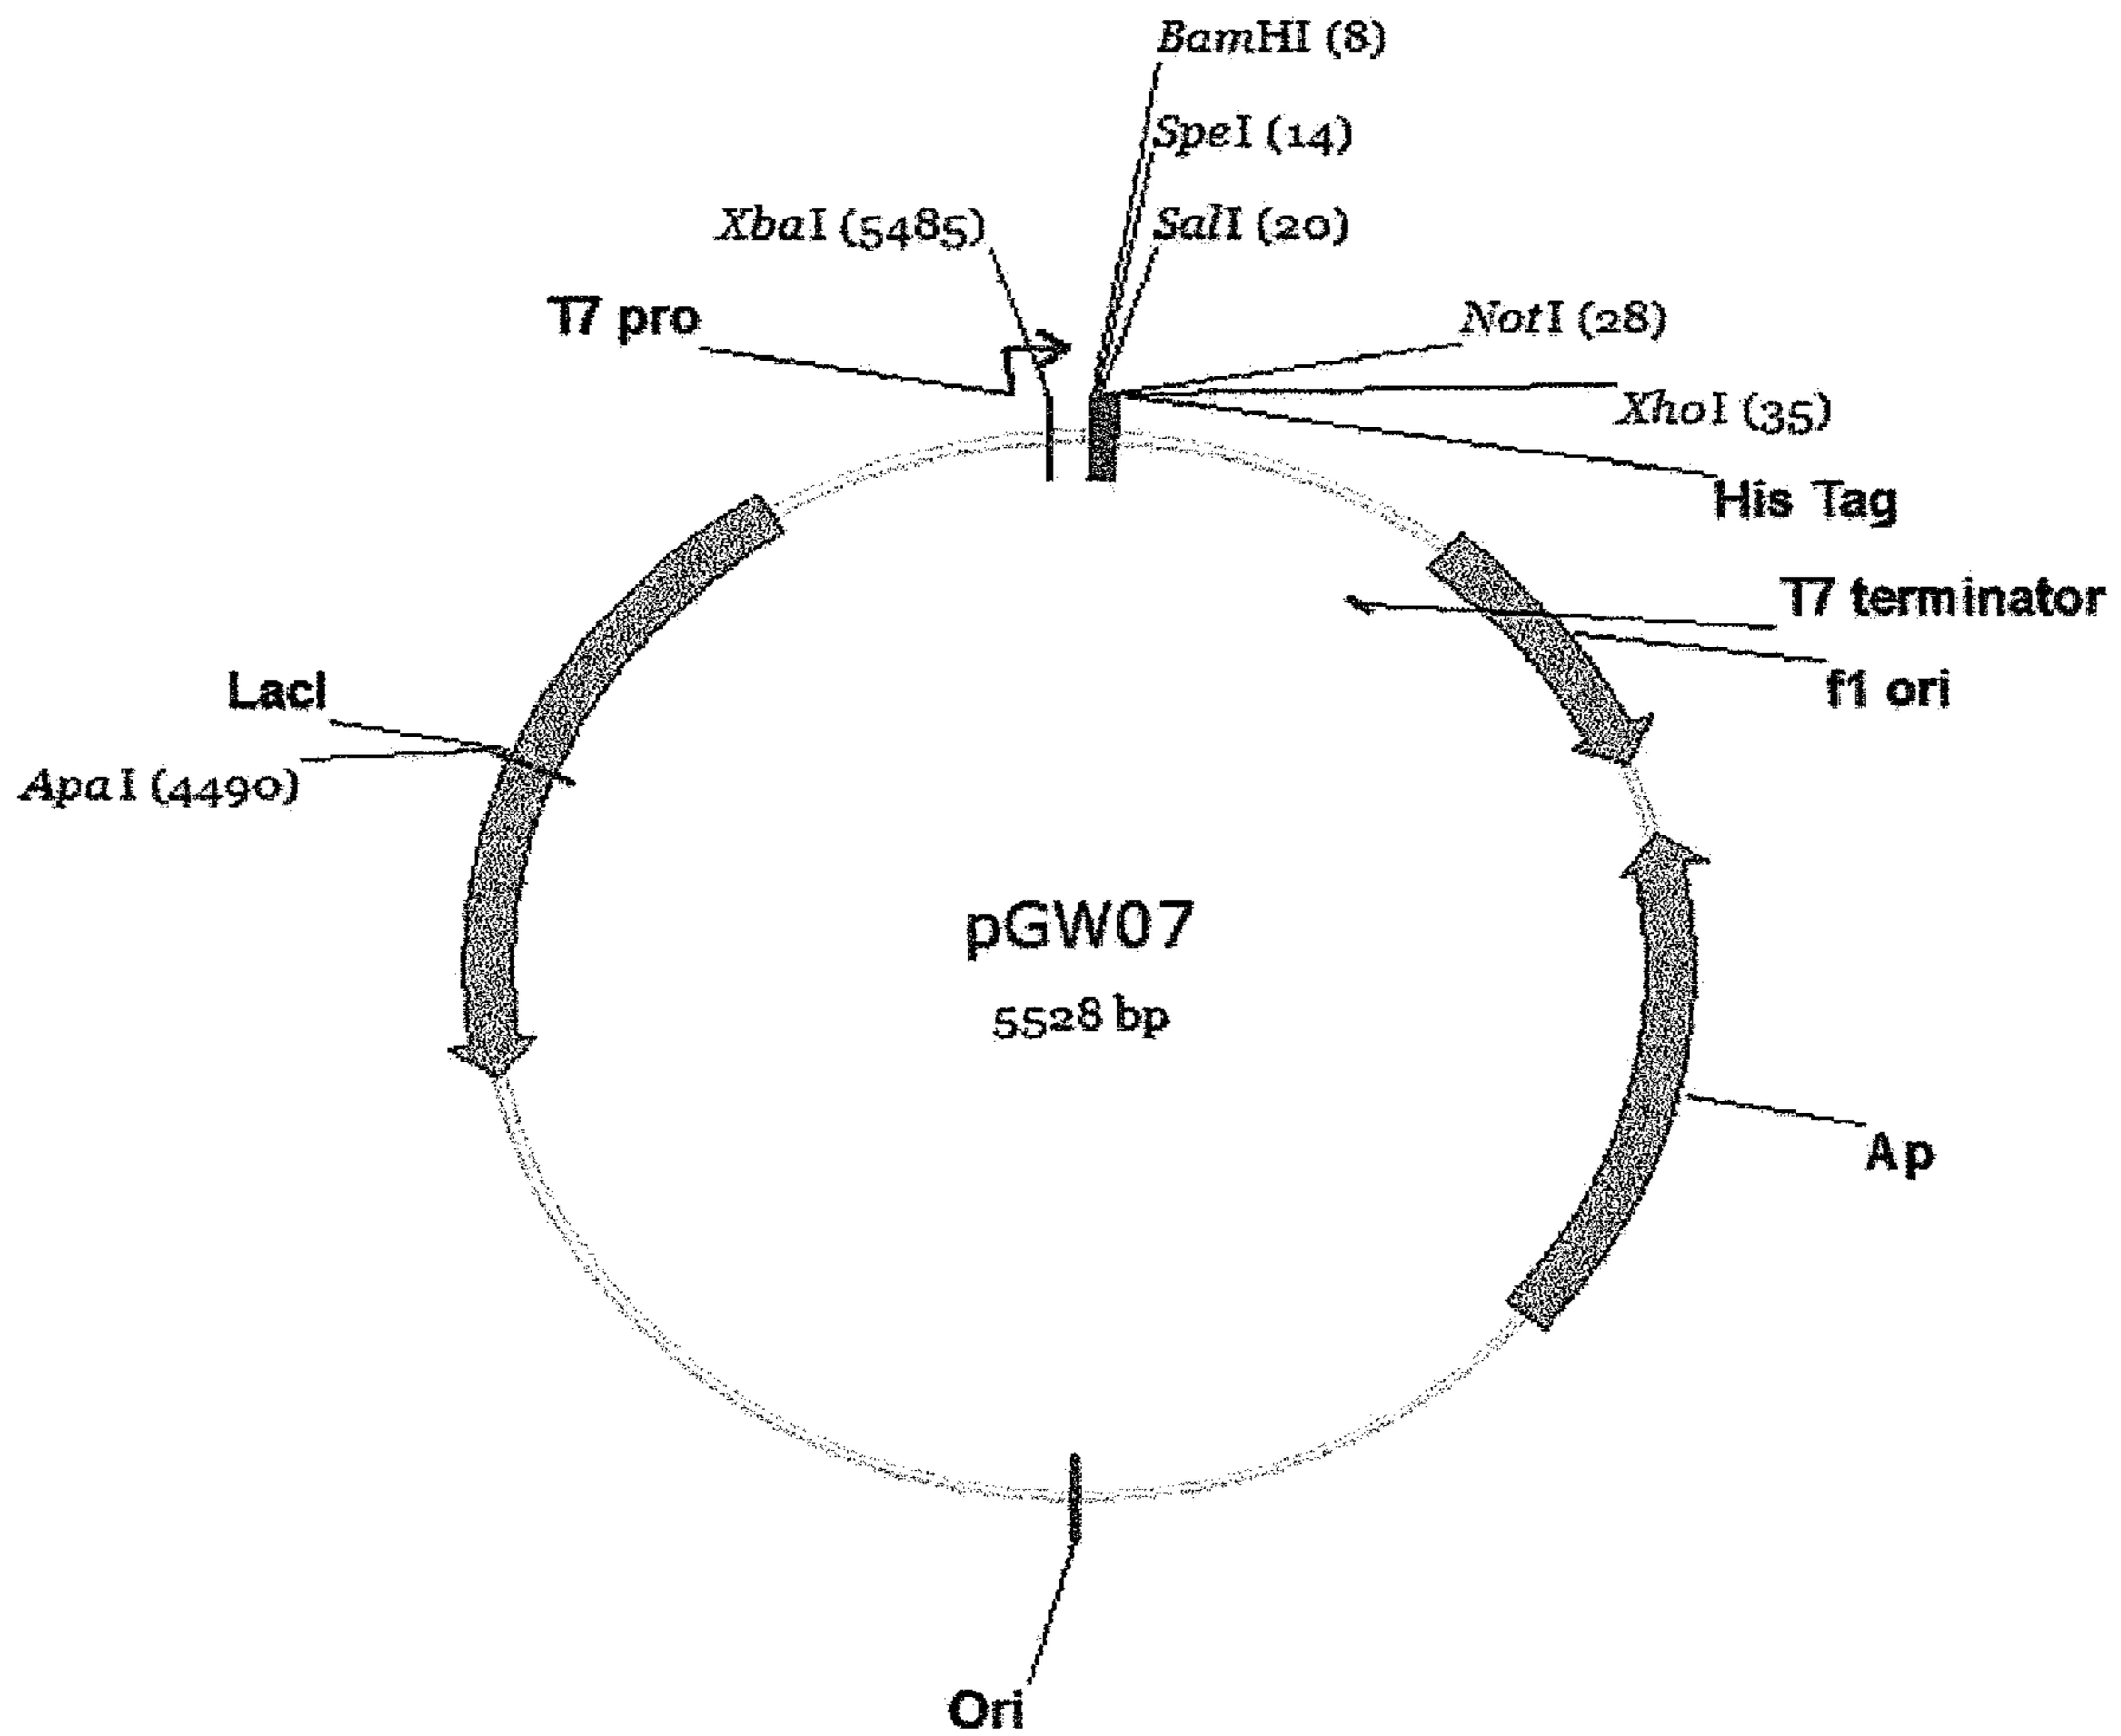 BamHI (8)
SpeI (14)
XbaI (5485)
SalI (20)
T7 pro
NotI (28)
XhoI (35)
His Tag
T7 terminator
LacI
f1 ori
ApaI (4490)
pGW07
5528 bp
Ap
Ori